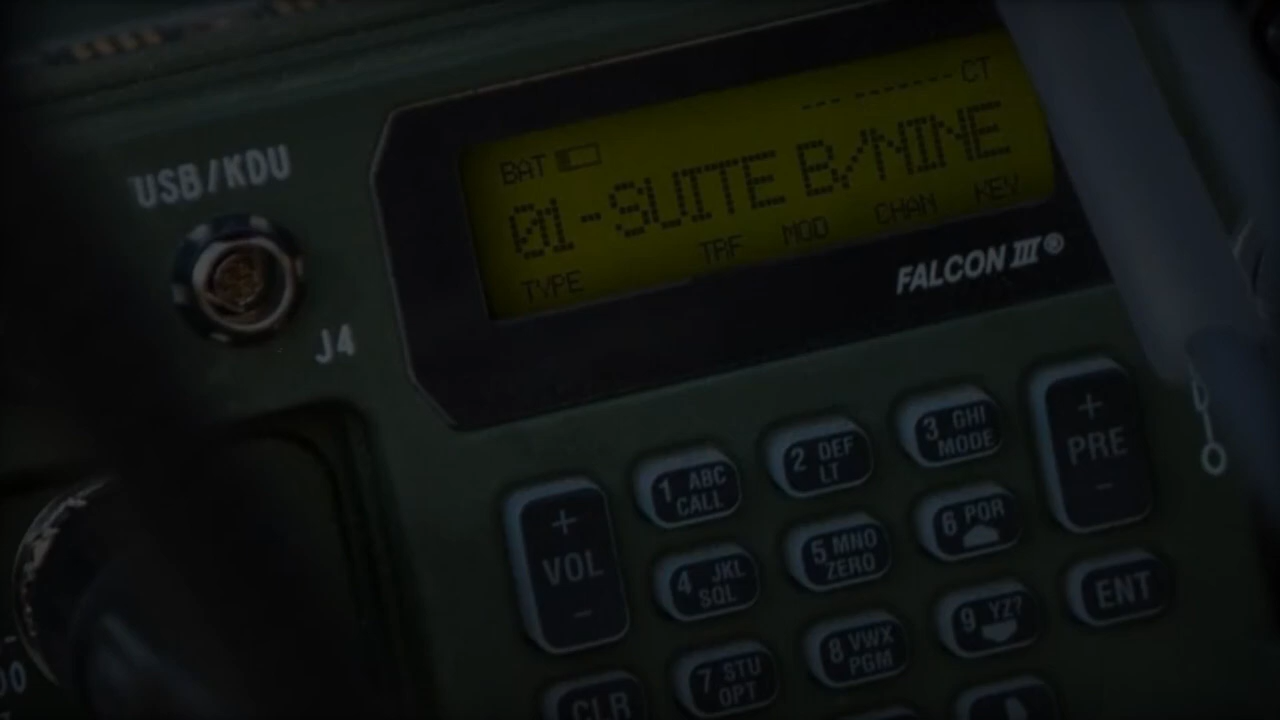 USB/KDU
J4
--- ------- CT
BAT
01-SUITE B/NINE
TYPE TRF MOD CHAN KEY
FALCON III®
+ VOL -
1 ABC CALL
2 DEF LT
3 GHI MODE
+ PRE -
4 JKL SQL
5 MNO ZERO
6 PQR
ENT
7 STU OPT
8 VWX PGM
9 YZ?
CLR